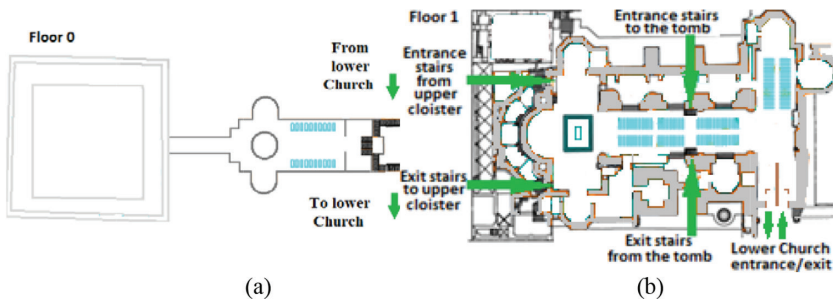 Floor 0
From
lower
Church
To lower
Church
(a)
Floor 1
Entrance stairs
to the tomb
Entrance
stairs
from
upper
cloister
Exit stairs
to upper
cloister
Exit stairs
from the tomb
Lower Church
entrance/exit
(b)